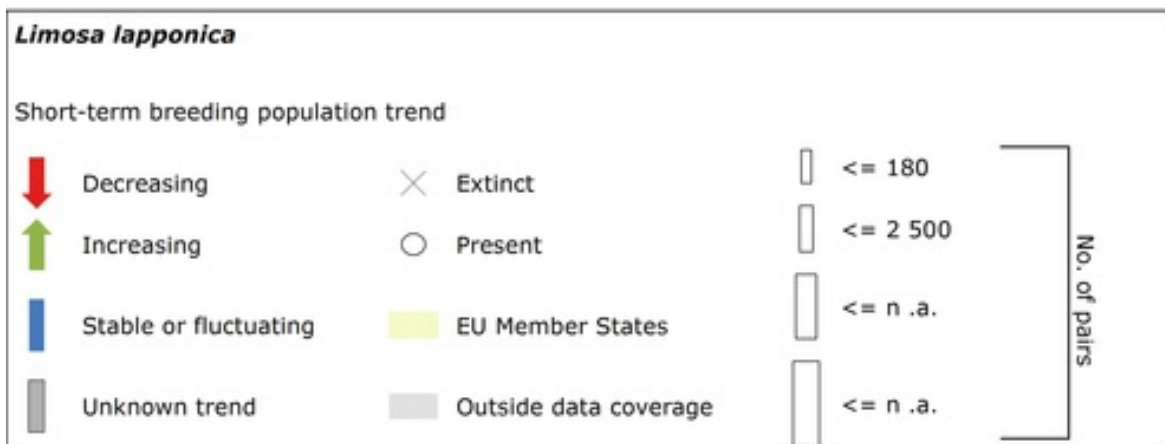 Limosa lapponica
Short-term breeding population trend
Decreasing
Extinct
<= 180
Increasing
Present
<= 2 500
Stable or fluctuating
EU Member States
<= n .a.
Unknown trend
Outside data coverage
<= n .a.
No. of pairs